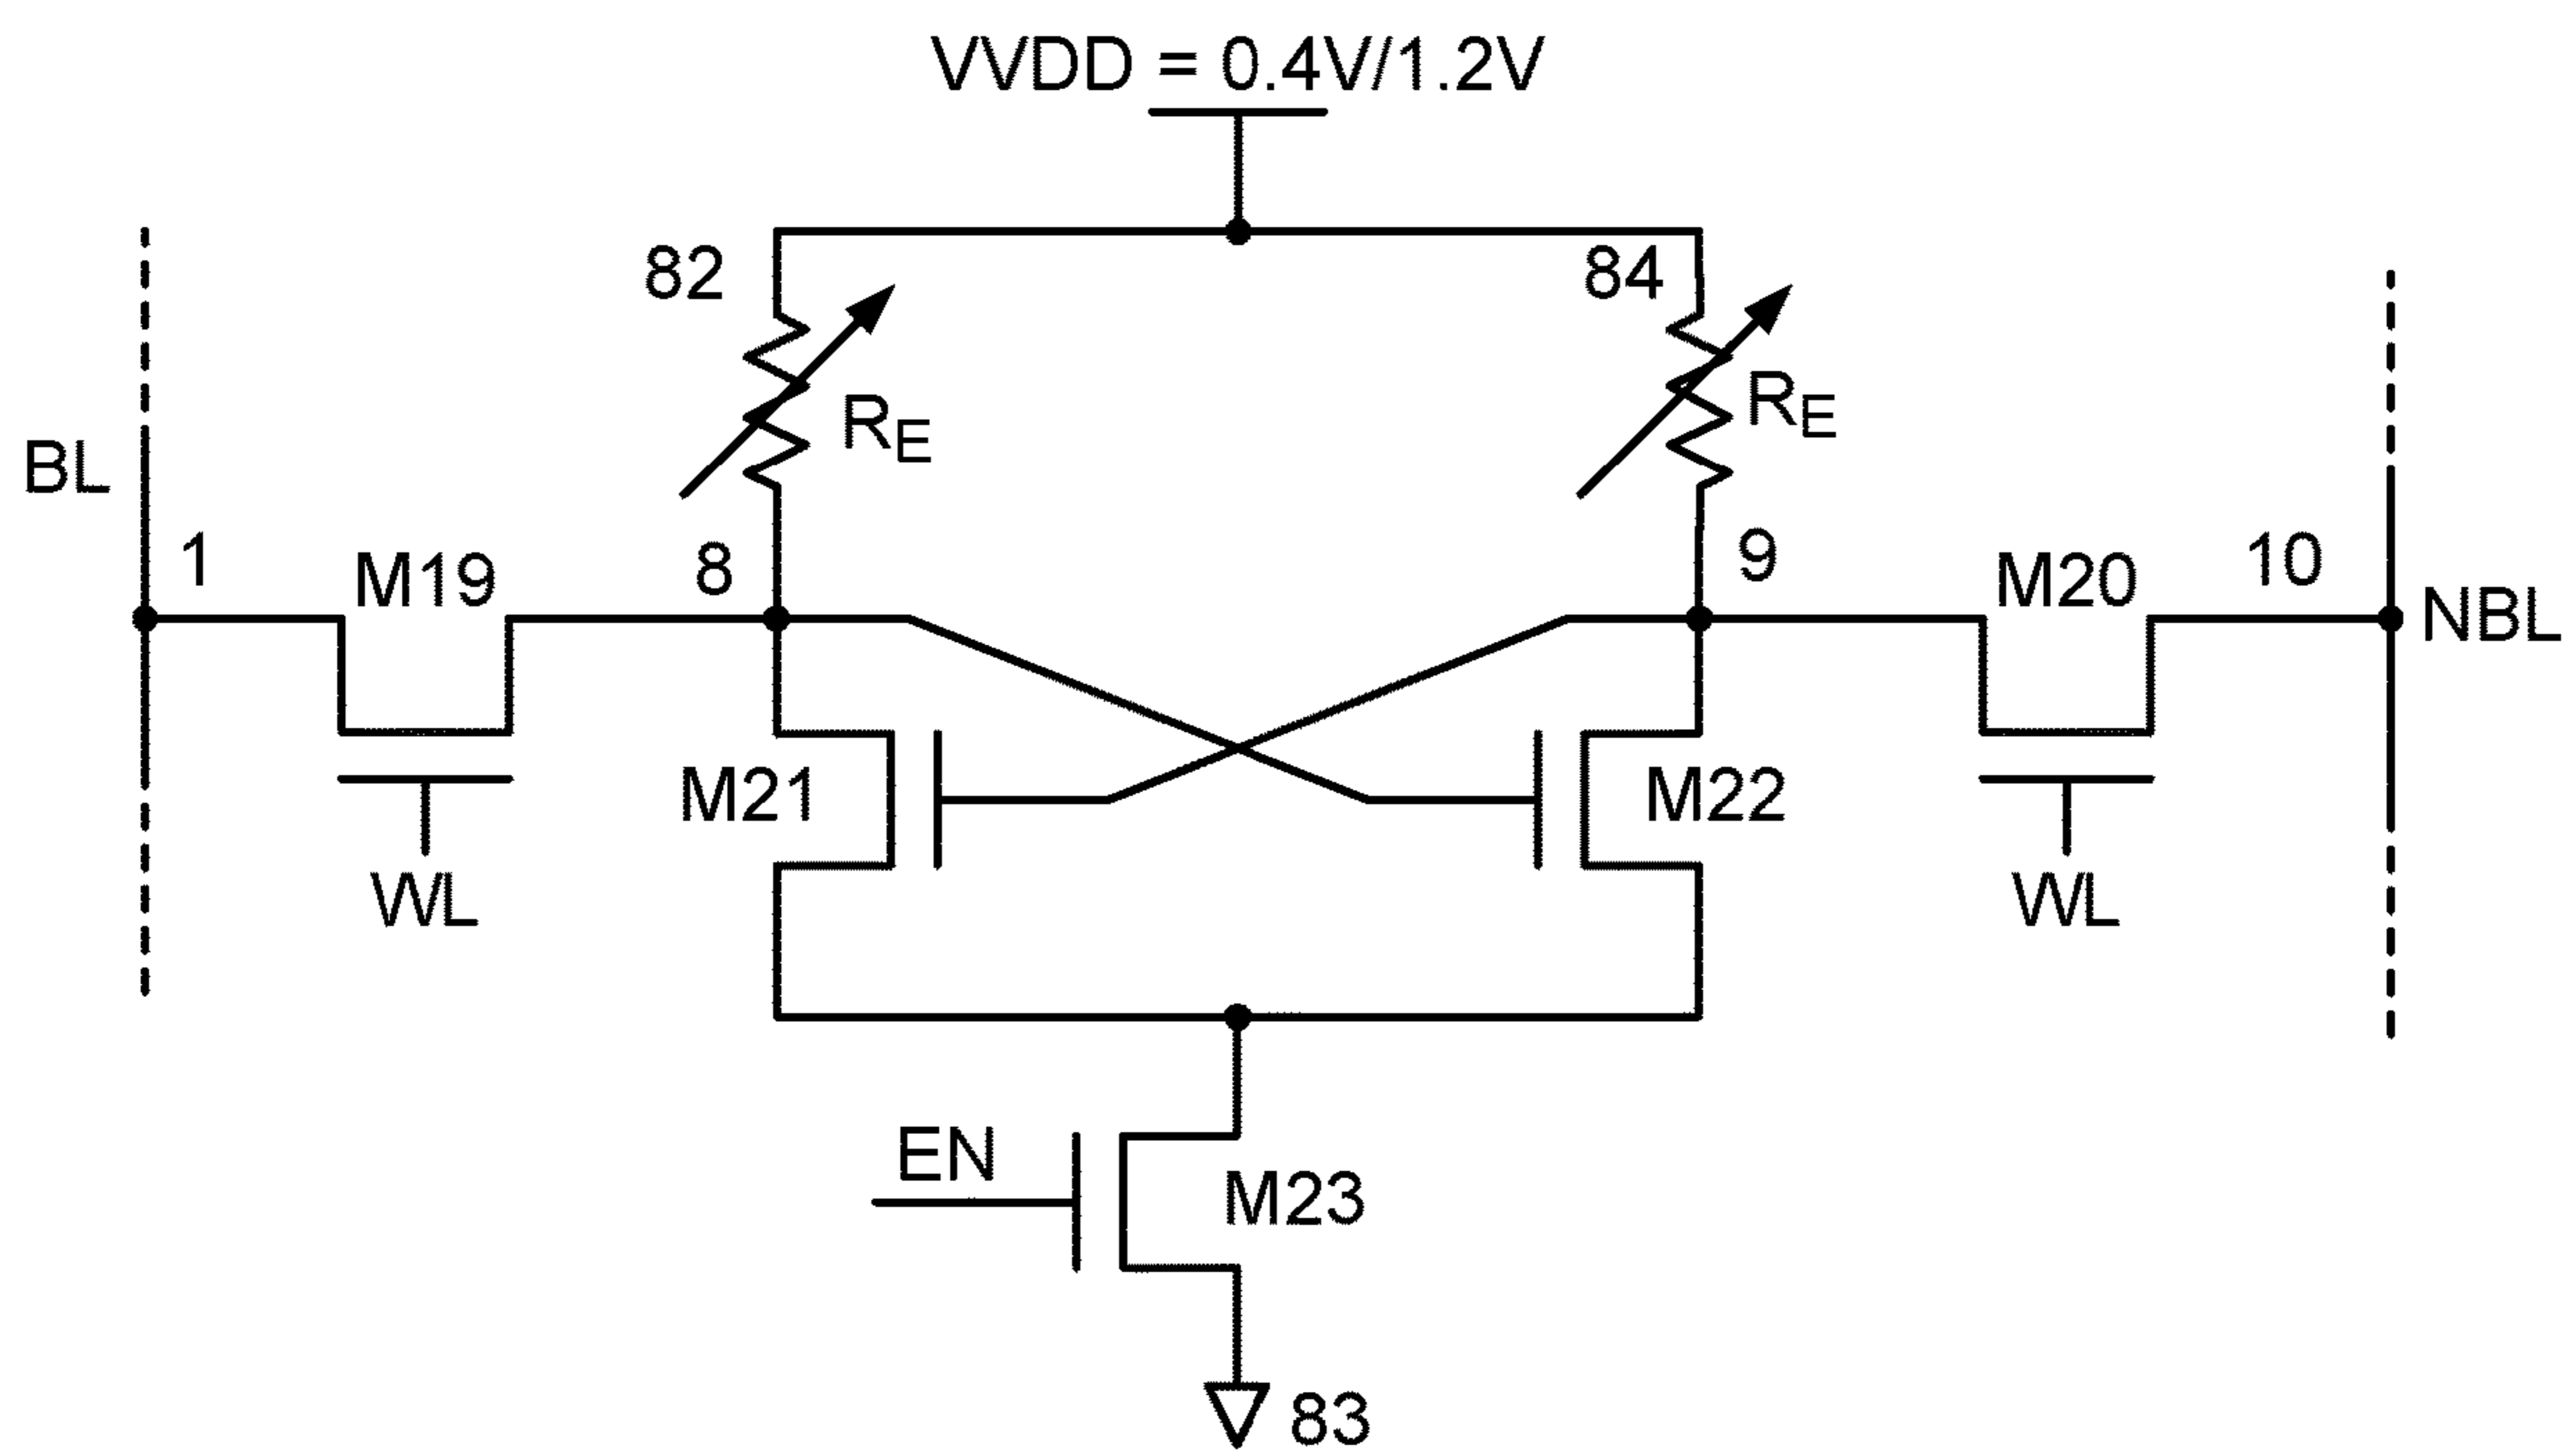 VVDD = 0.4V/1.2V
82
84
RE
RE
BL
1
M19
8
9
M20
10
NBL
M21
M22
WL
WL
EN
M23
83